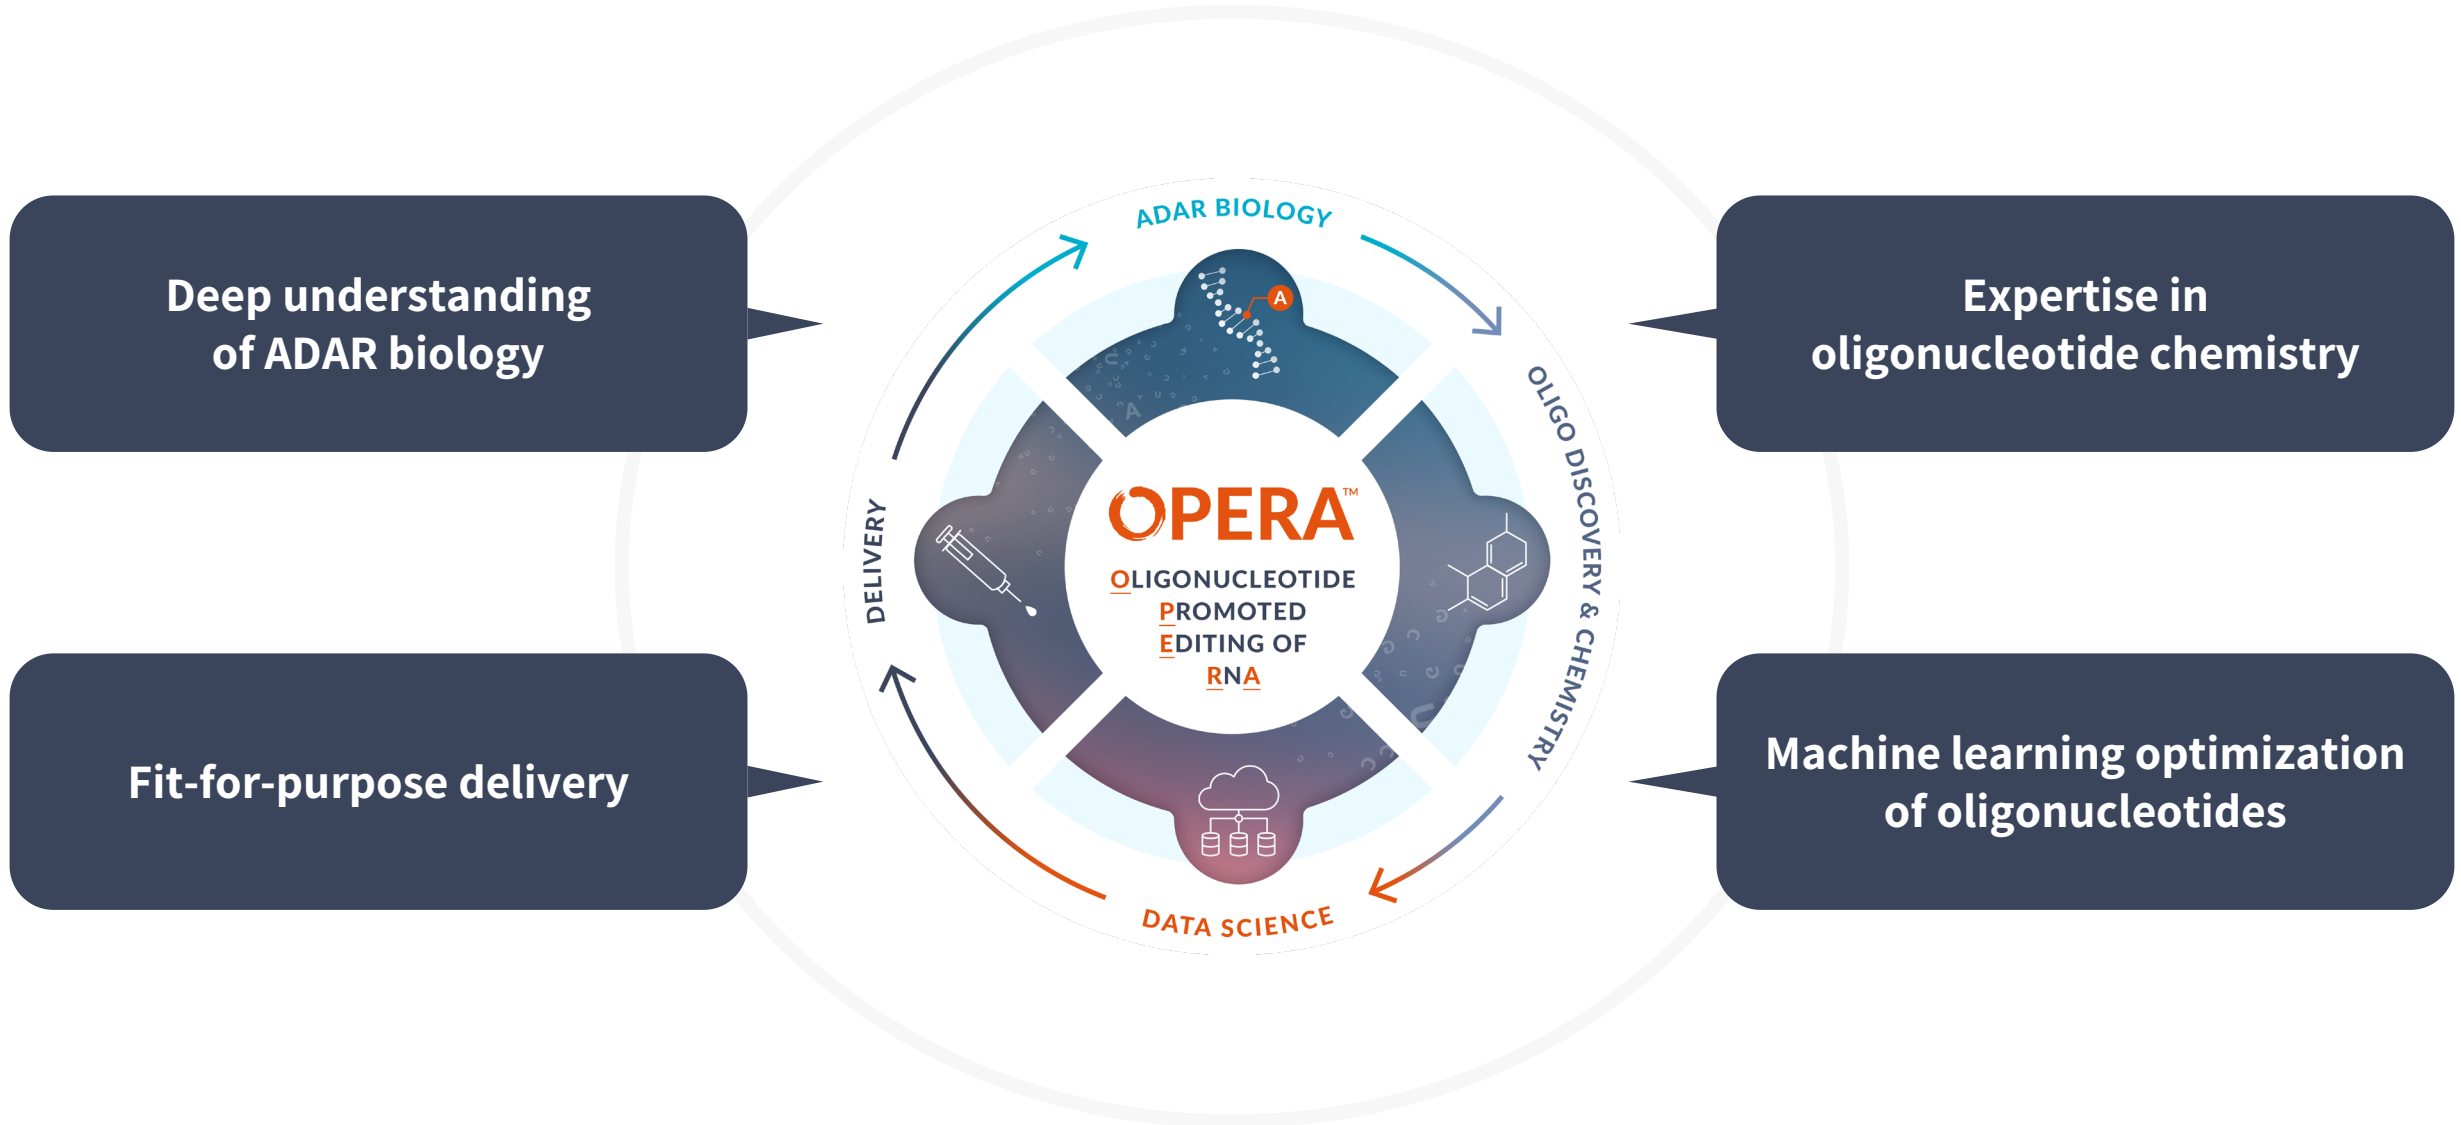 Deep understanding
of ADAR biology
Fit-for-purpose delivery
ADAR BIOLOGY
A
OLIGO DISCOVERY & CHEMISTRY
DATA SCIENCE
DELIVERY
OPERA™
OLIGONUCLEOTIDE
PROMOTED
EDITING OF
RNA
Expertise in
oligonucleotide chemistry
Machine learning optimization
of oligonucleotides